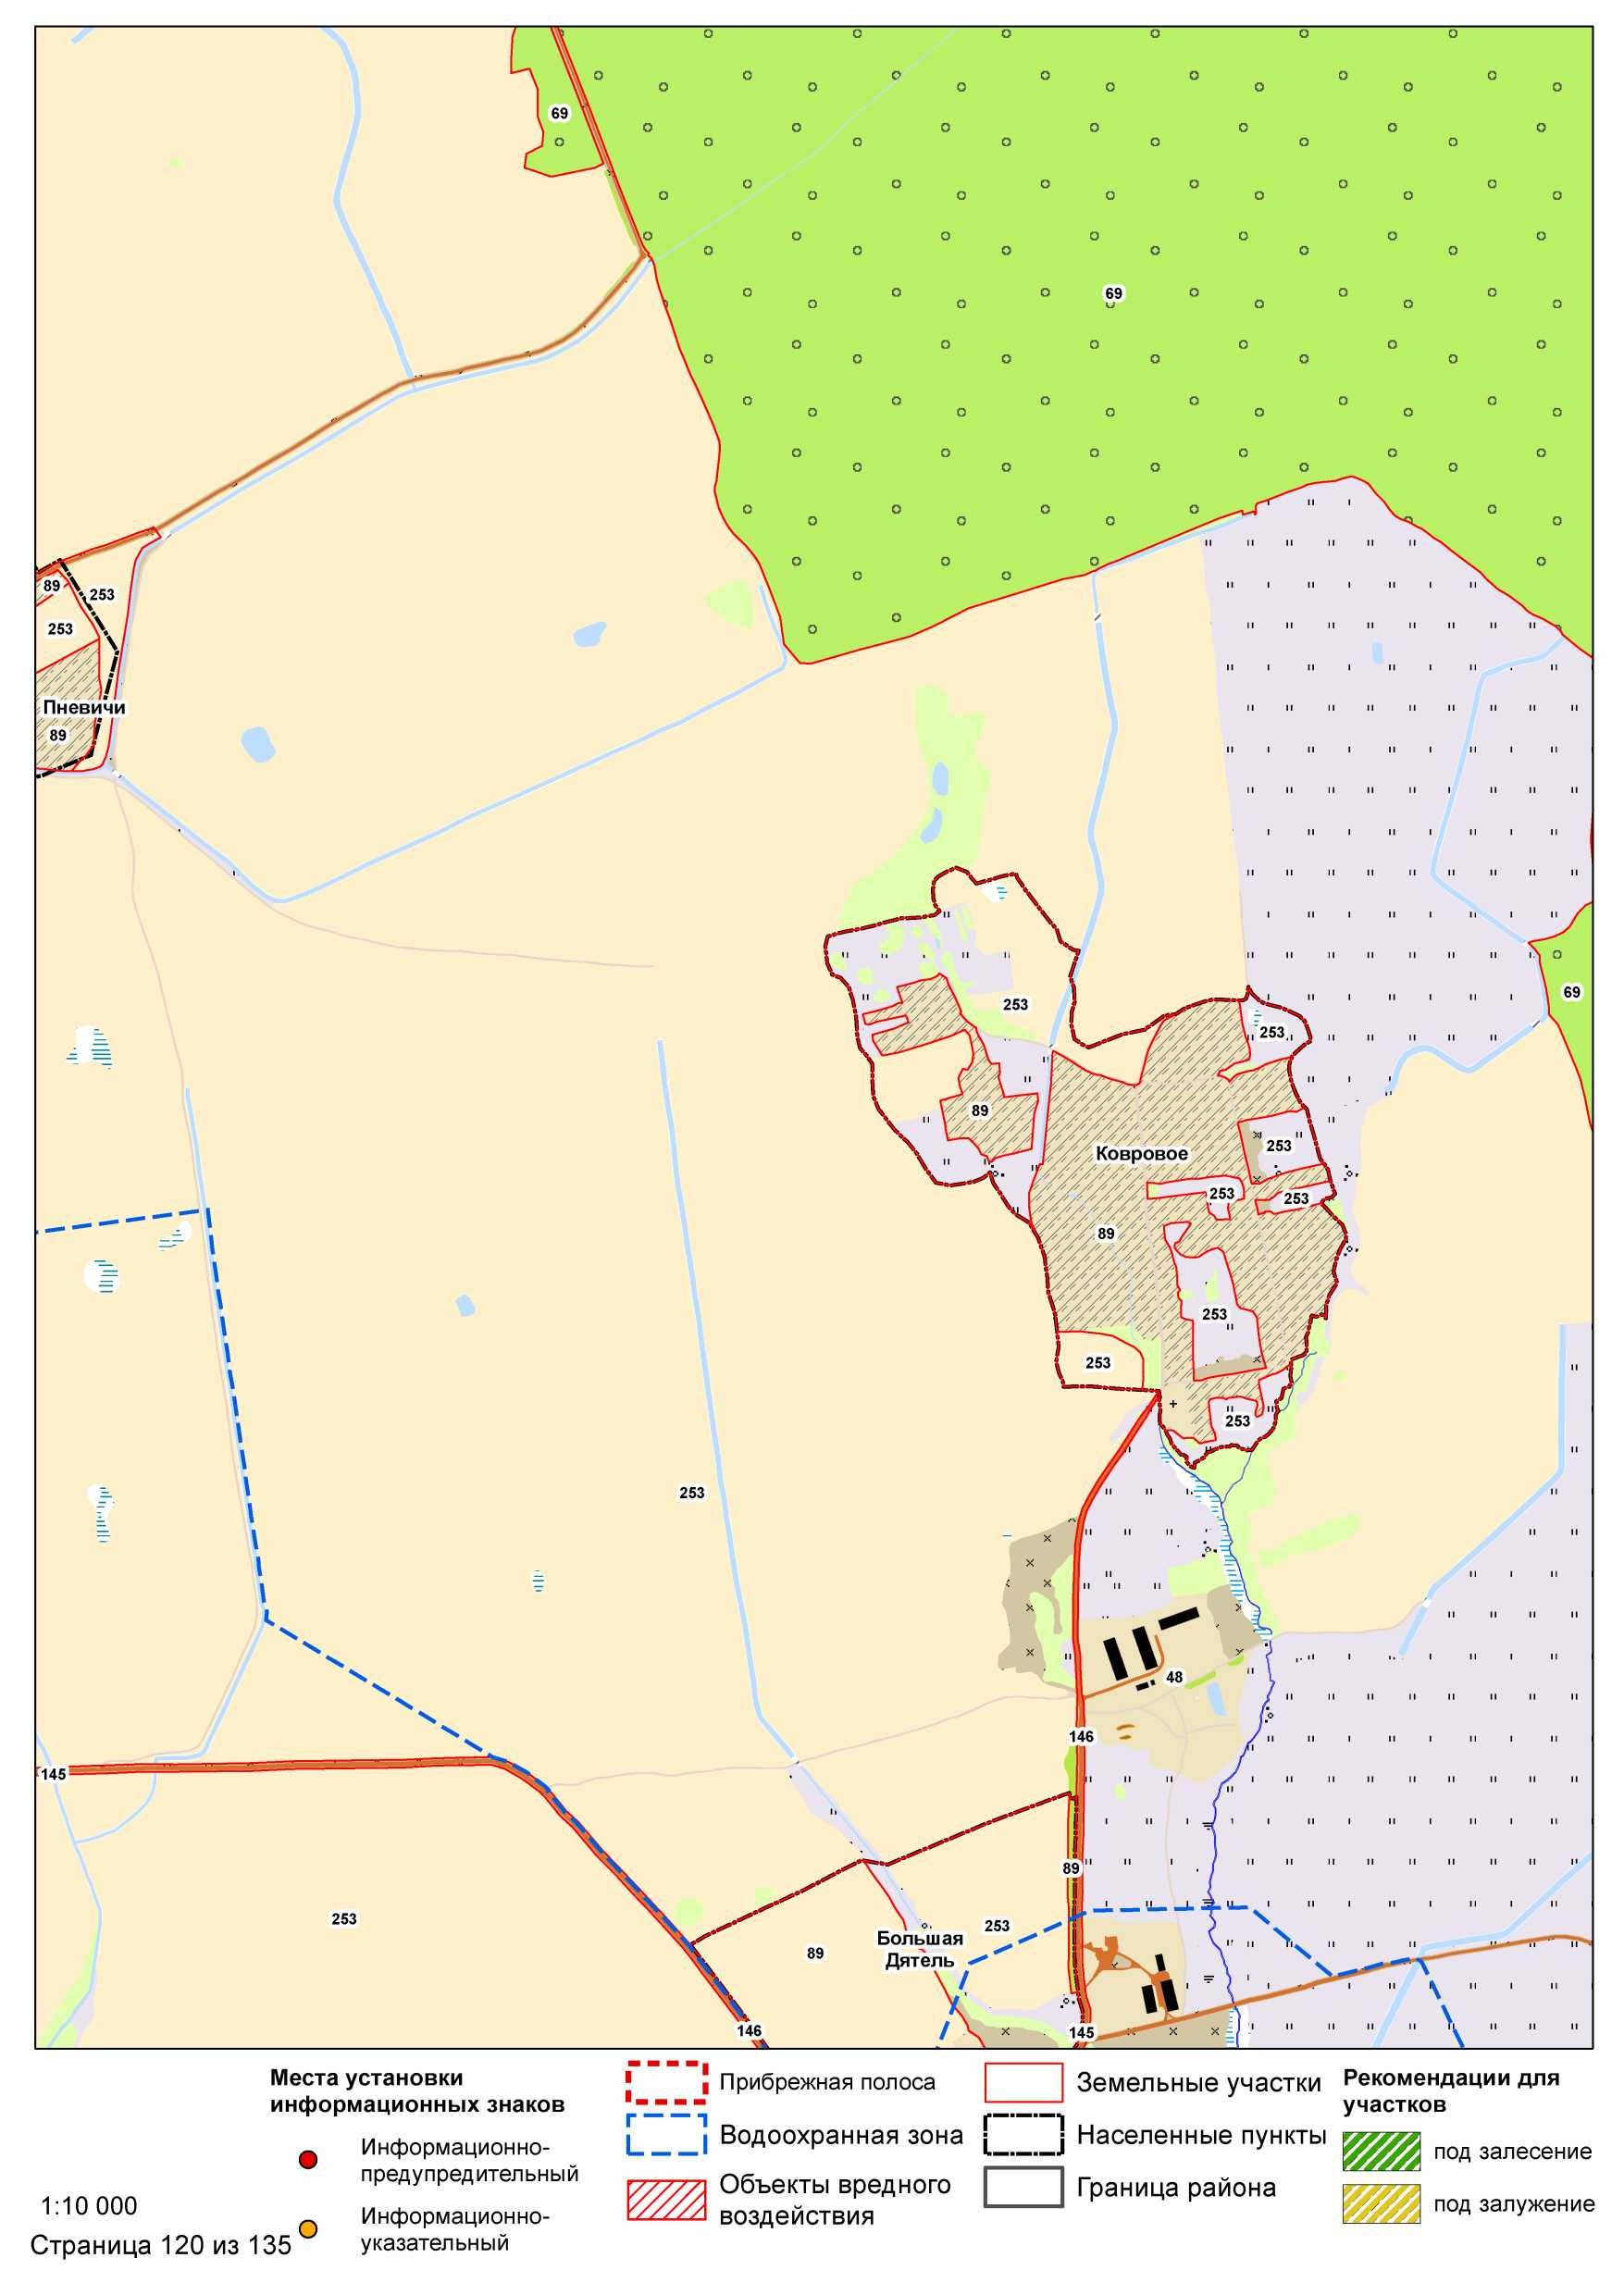 69
69
89
253
253
Пневичи
89
69
253
253
89
253
Ковровое
253
253
89
253
253
253
253
48
146
145
89
253
253
Большая
Дятель
89
146
145
Места установки
информационных знаков
Информационно-
предупредительный
Информационно-
указательный
1:10 000
Страница 120 из 135
Прибрежная полоса
Водоохранная зона
Объекты вредного
воздействия
Земельные участки
Населенные пункты
Граница района
Рекомендации для
участков
под залесение
под залужение